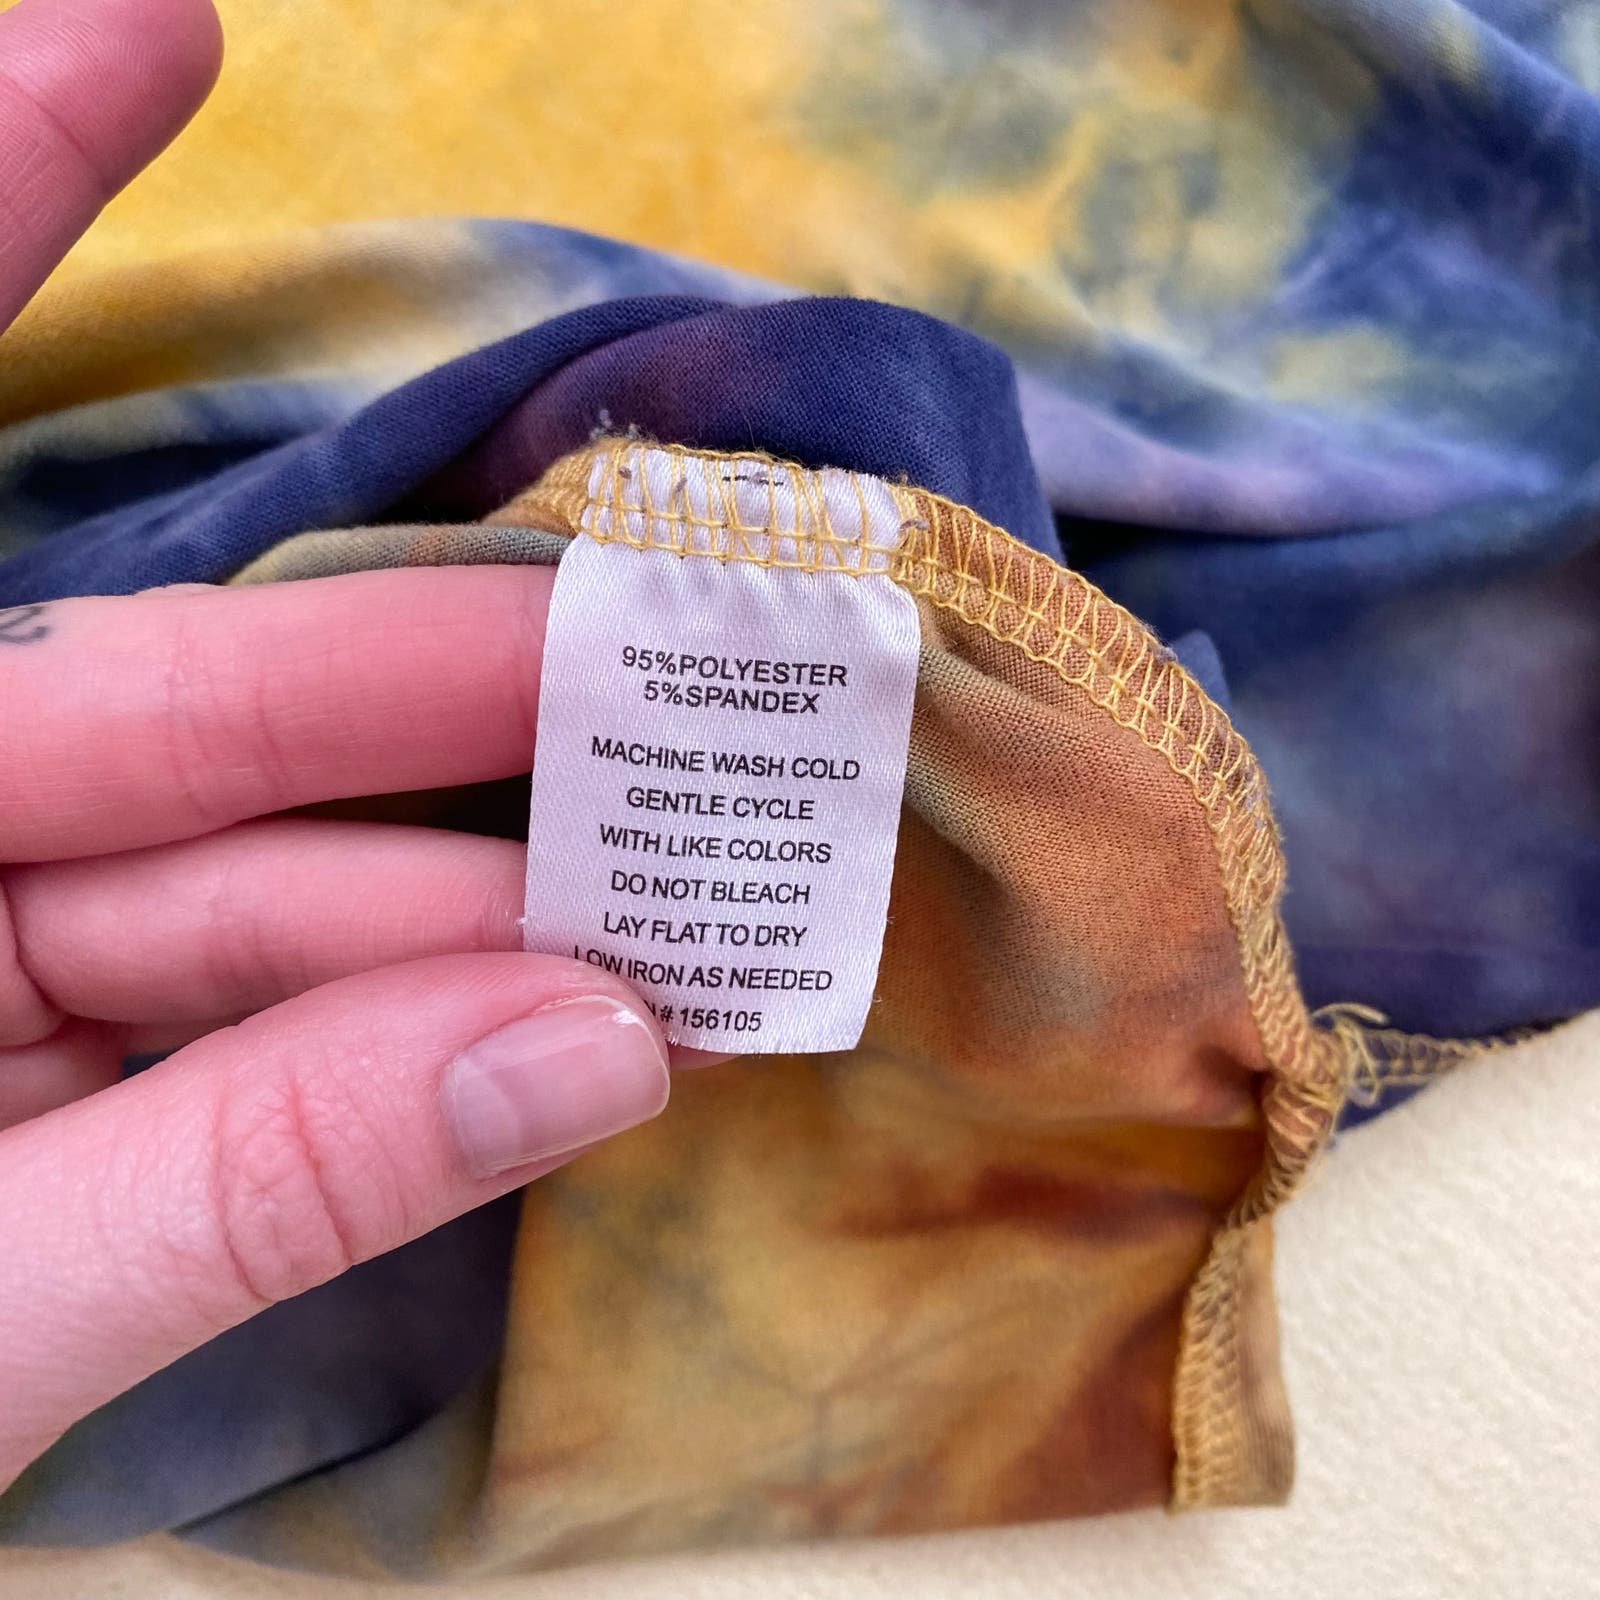 95%POLYESTER
5%SPANDEX
MACHINE WASH COLD
GENTLE CYCLE
WITH LIKE COLORS
DO NOT BLEACH
LAY FLAT TO DRY
LOW IRON AS NEEDED
# 156105